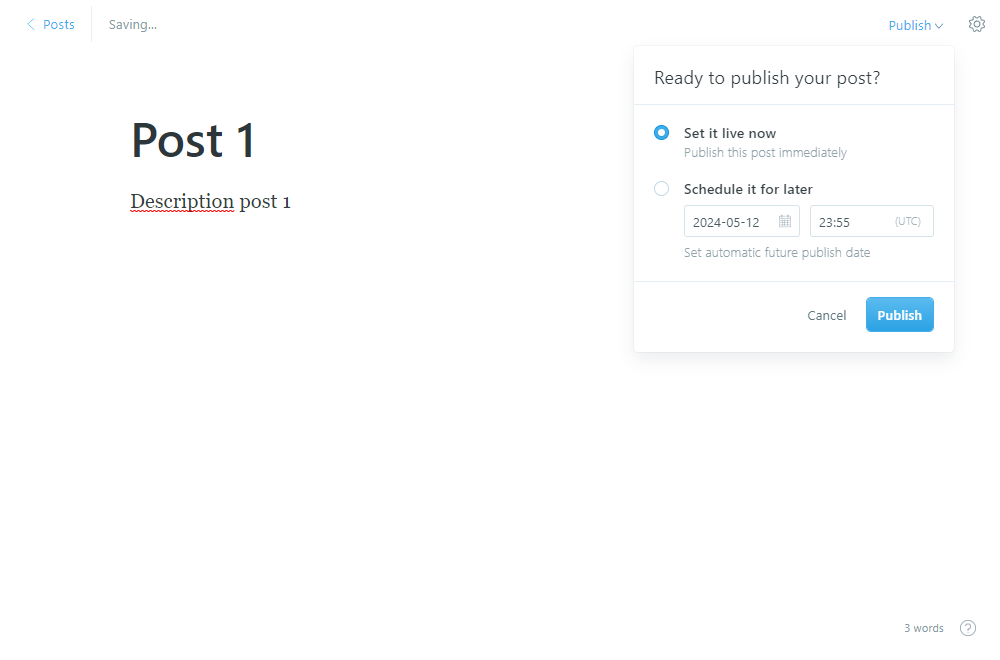 Posts
Saving...
Publish
Ready to publish your post?
Post 1
Set it live now
Publish this post immediately
Schedule it for later
Description post 1
2024-05-12
23:55 (UTC)
Set automatic future publish date
Cancel
Publish
3 words
?